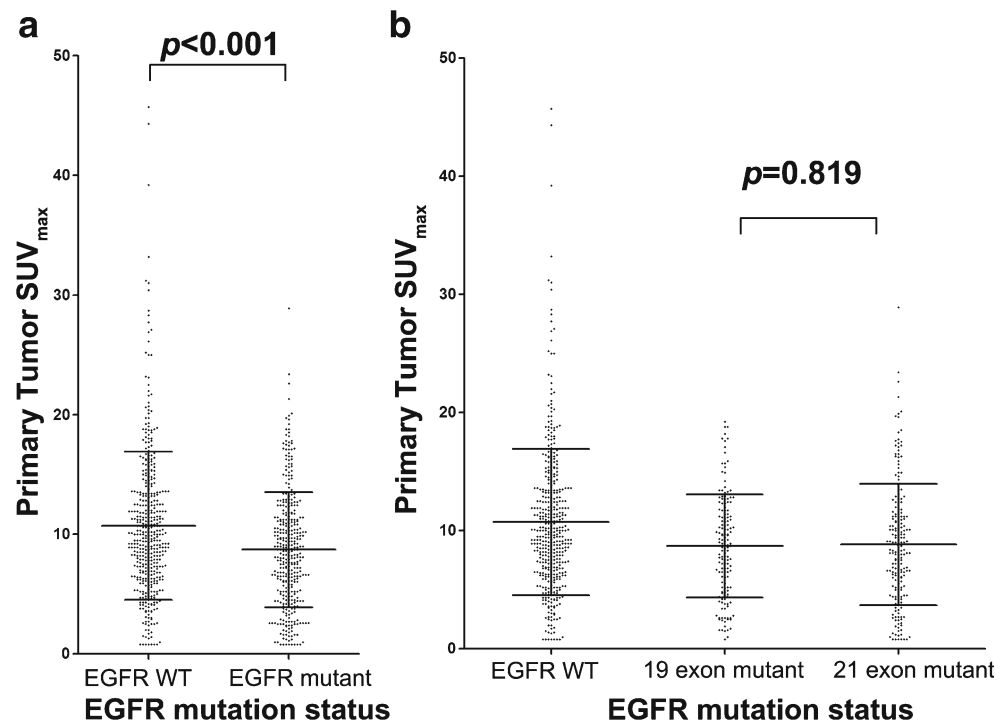 a
p<0.001
50
40
30
20
10
0
Primary Tumor SUVmax
EGFR WT
EGFR mutant
EGFR mutation status
b
p=0.819
50
40
30
20
10
0
Primary Tumor SUVmax
EGFR WT
19 exon mutant
21 exon mutant
EGFR mutation status